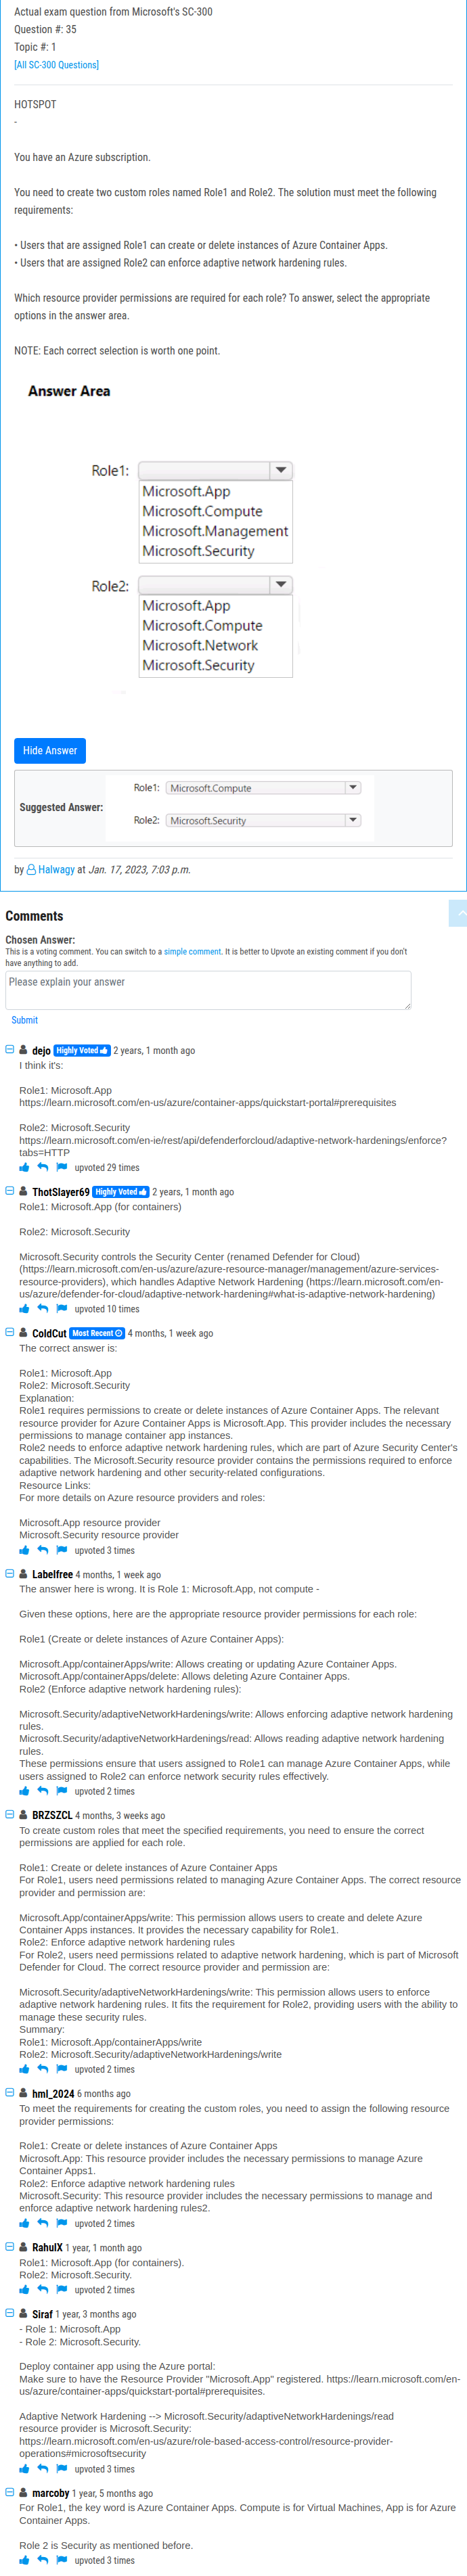 Actual exam question from Microsoft's SC-300
Question #: 35
Topic #: 1
[All SC-300 Questions]
HOTSPOT
-
You have an Azure subscription.
You need to create two custom roles named Role1 and Role2. The solution must meet the following
requirements:
• Users that are assigned Role1 can create or delete instances of Azure Container Apps.
• Users that are assigned Role2 can enforce adaptive network hardening rules.
Which resource provider permissions are required for each role? To answer, select the appropriate
options in the answer area.
NOTE: Each correct selection is worth one point.
Answer Area
Role1:
Microsoft.App
Microsoft.Compute
Microsoft.Management
Microsoft.Security
Role2:
Microsoft.App
Microsoft.Compute
Microsoft.Network
Microsoft.Security
Hide Answer
Suggested Answer:
Role1: Microsoft.Compute
Role2: Microsoft.Security
by Halwagy at Jan. 17, 2023, 7:03 p.m.
Comments
Chosen Answer:
This is a voting comment. You can switch to a simple comment. It is better to Upvote an existing comment if you don't
have anything to add.
Please explain your answer
Submit
dejo Highly Voted 2 years, 1 month ago
I think it's:
Role1: Microsoft.App
https://learn.microsoft.com/en-us/azure/container-apps/quickstart-portal#prerequisites
Role2: Microsoft.Security
https://learn.microsoft.com/en-ie/rest/api/defenderforcloud/adaptive-network-hardenings/enforce?
tabs=HTTP
upvoted 29 times
ThotSlayer69 Highly Voted 2 years, 1 month ago
Role1: Microsoft.App (for containers)
Role2: Microsoft.Security
Microsoft.Security controls the Security Center (renamed Defender for Cloud)
(https://learn.microsoft.com/en-us/azure/azure-resource-manager/management/azure-services-
resource-providers), which handles Adaptive Network Hardening (https://learn.microsoft.com/en-
us/azure/defender-for-cloud/adaptive-network-hardening#what-is-adaptive-network-hardening)
upvoted 10 times
ColdCut Most Recent 4 months, 1 week ago
The correct answer is:
Role1: Microsoft.App
Role2: Microsoft.Security
Explanation:
Role1 requires permissions to create or delete instances of Azure Container Apps. The relevant
resource provider for Azure Container Apps is Microsoft.App. This provider includes the necessary
permissions to manage container app instances.
Role2 needs to enforce adaptive network hardening rules, which are part of Azure Security Center's
capabilities. The Microsoft.Security resource provider contains the permissions required to enforce
adaptive network hardening and other security-related configurations.
Resource Links:
For more details on Azure resource providers and roles:
Microsoft.App resource provider
Microsoft.Security resource provider
upvoted 3 times
Labelfree 4 months, 1 week ago
The answer here is wrong. It is Role 1: Microsoft.App, not compute -
Given these options, here are the appropriate resource provider permissions for each role:
Role1 (Create or delete instances of Azure Container Apps):
Microsoft.App/containerApps/write: Allows creating or updating Azure Container Apps.
Microsoft.App/containerApps/delete: Allows deleting Azure Container Apps.
Role2 (Enforce adaptive network hardening rules):
Microsoft.Security/adaptiveNetworkHardenings/write: Allows enforcing adaptive network hardening
rules.
Microsoft.Security/adaptiveNetworkHardenings/read: Allows reading adaptive network hardening
rules.
These permissions ensure that users assigned to Role1 can manage Azure Container Apps, while
users assigned to Role2 can enforce network security rules effectively.
upvoted 2 times
BRZSZCL 4 months, 3 weeks ago
To create custom roles that meet the specified requirements, you need to ensure the correct
permissions are applied for each role.
Role1: Create or delete instances of Azure Container Apps
For Role1, users need permissions related to managing Azure Container Apps. The correct resource
provider and permission are:
Microsoft.App/containerApps/write: This permission allows users to create and delete Azure
Container Apps instances. It provides the necessary capability for Role1.
Role2: Enforce adaptive network hardening rules
For Role2, users need permissions related to adaptive network hardening, which is part of Microsoft
Defender for Cloud. The correct resource provider and permission are:
Microsoft.Security/adaptiveNetworkHardenings/write: This permission allows users to enforce
adaptive network hardening rules. It fits the requirement for Role2, providing users with the ability to
manage these security rules.
Summary:
Role1: Microsoft.App/containerApps/write
Role2: Microsoft.Security/adaptiveNetworkHardenings/write
upvoted 2 times
hml_2024 6 months ago
To meet the requirements for creating the custom roles, you need to assign the following resource
provider permissions:
Role1: Create or delete instances of Azure Container Apps
Microsoft.App: This resource provider includes the necessary permissions to manage Azure
Container Apps1.
Role2: Enforce adaptive network hardening rules
Microsoft.Security: This resource provider includes the necessary permissions to manage and
enforce adaptive network hardening rules2.
upvoted 2 times
RahulX 1 year, 1 month ago
Role1: Microsoft.App (for containers).
Role2: Microsoft.Security.
upvoted 2 times
Siraf 1 year, 3 months ago
- Role 1: Microsoft.App
- Role 2: Microsoft.Security.
Deploy container app using the Azure portal:
Make sure to have the Resource Provider "Microsoft.App" registered. https://learn.microsoft.com/en-
us/azure/container-apps/quickstart-portal#prerequisites.
Adaptive Network Hardening --> Microsoft.Security/adaptiveNetworkHardenings/read
resource provider is Microsoft.Security:
https://learn.microsoft.com/en-us/azure/role-based-access-control/resource-provider-
operations#microsoftsecurity
upvoted 3 times
marcoby 1 year, 5 months ago
For Role1, the key word is Azure Container Apps. Compute is for Virtual Machines, App is for Azure
Container Apps.
Role 2 is Security as mentioned before.
upvoted 3 times